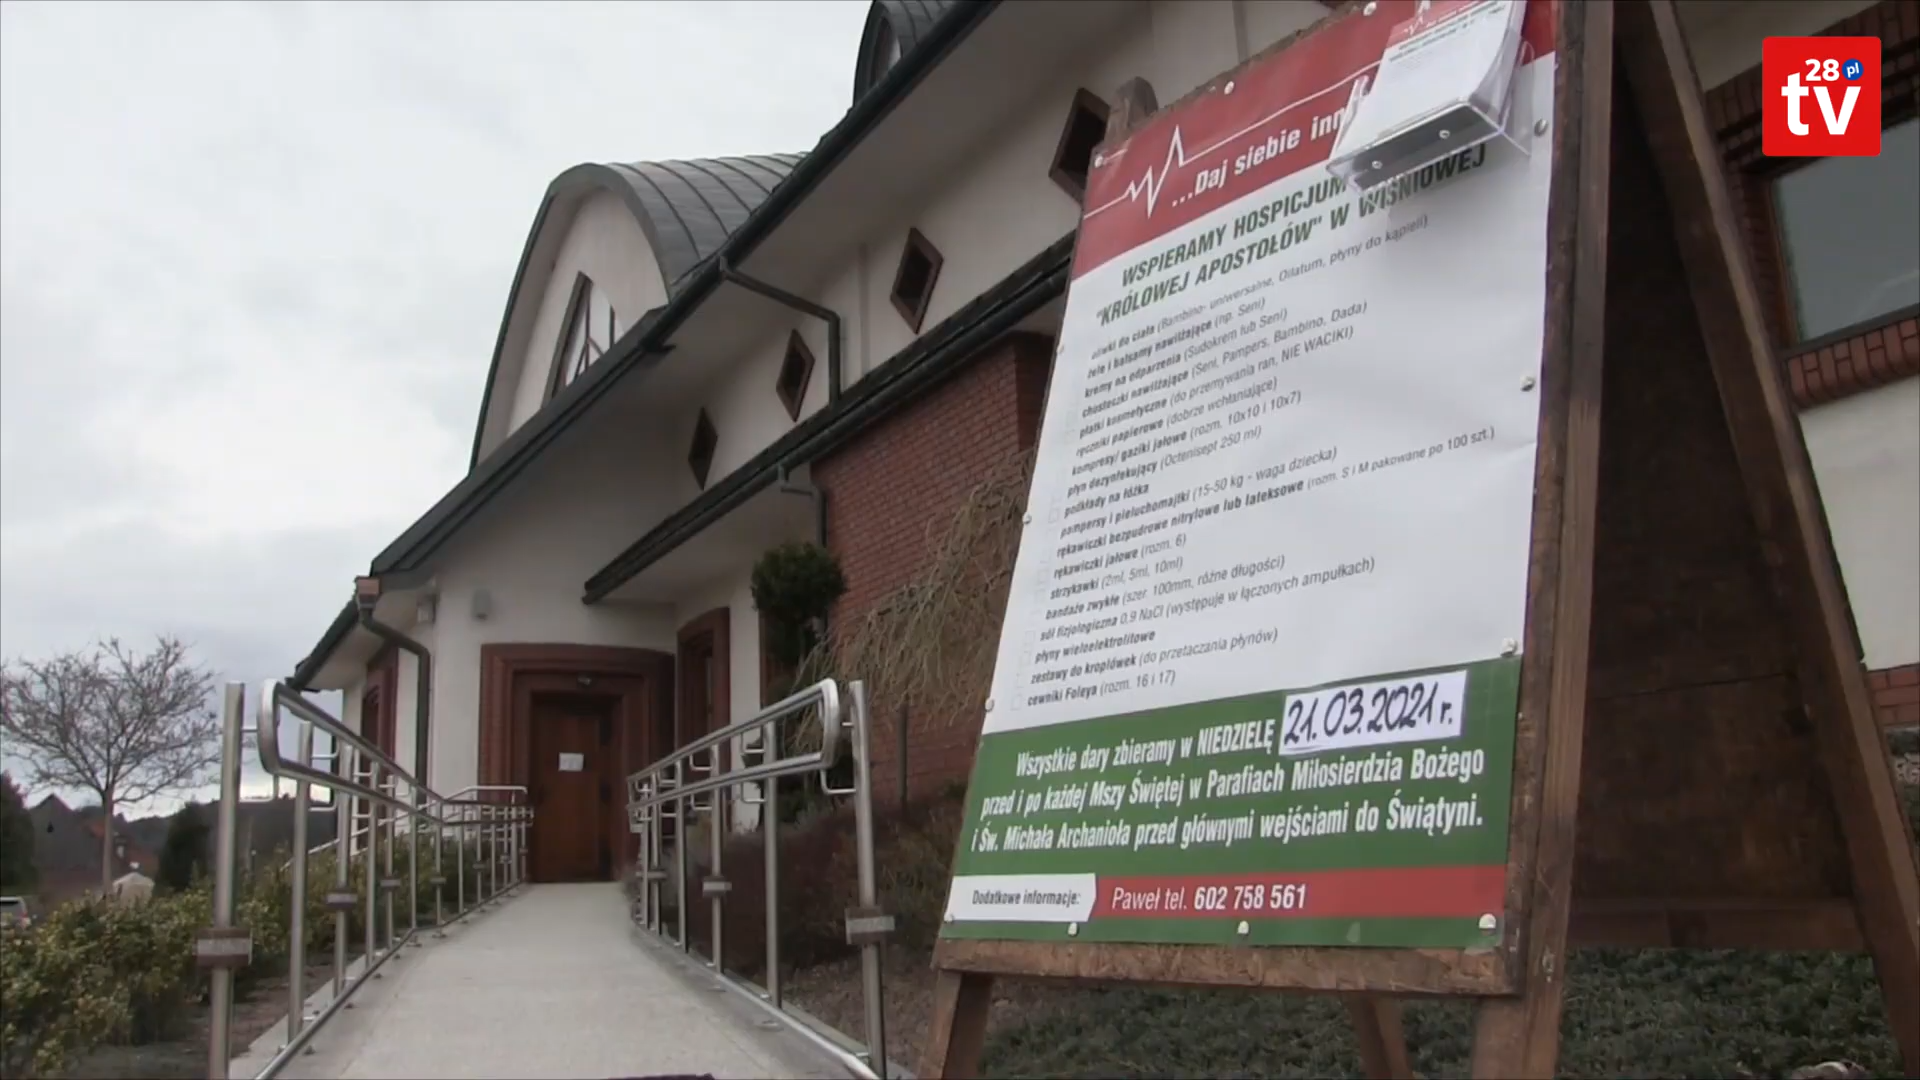 28 pl
tv
...Daj siebie inn
WSPIERAMY HOSPICJUM
"KRÓLOWEJ APOSTOŁÓW" W WIŚNIOWEJ
oliwki do ciała (Bambino- uniwersalne, Oilatum, płyny do kąpieli)
żele i balsamy nawilżające (np. Seni)
kremy na odparzenia (Sudokrem lub Seni)
chusteczki nawilżające (Seni, Pampers, Bambino, Dada)
płatki kosmetyczne (do przemywania ran, NIE WACIKI)
ręczniki papierowe (dobrze wchłaniające)
kompresy/ gaziki jałowe (rozm. 10x10 i 10x7)
płyn dezynfekujący (Octenisept 250 ml)
podkłady na łóżka
pampersy i pieluchomajtki (15-50 kg - waga dziecka)
rękawiczki bezpudrowe nitrylowe lub lateksowe (rozm. S i M pakowane po 100 szt.)
rękawiczki jałowe (rozm. 6)
strzykawki (2ml, 5ml, 10ml)
bandaże zwykłe (szer. 100mm, różne długości)
sól fizjologiczna 0,9 NaCl (występuje w łączonych ampułkach)
płyny wieloelektrolitowe
zestawy do kroplówek (do przetaczania płynów)
cewniki Foleya (rozm. 16 i 17)
Wszystkie dary zbieramy w NIEDZIELĘ 21.03.2021 r.
przed i po każdej Mszy Świętej w Parafiach Miłosierdzia Bożego
i Św. Michała Archanioła przed głównymi wejściami do Świątyni.
Dodatkowe informacje: Paweł tel. 602 758 561